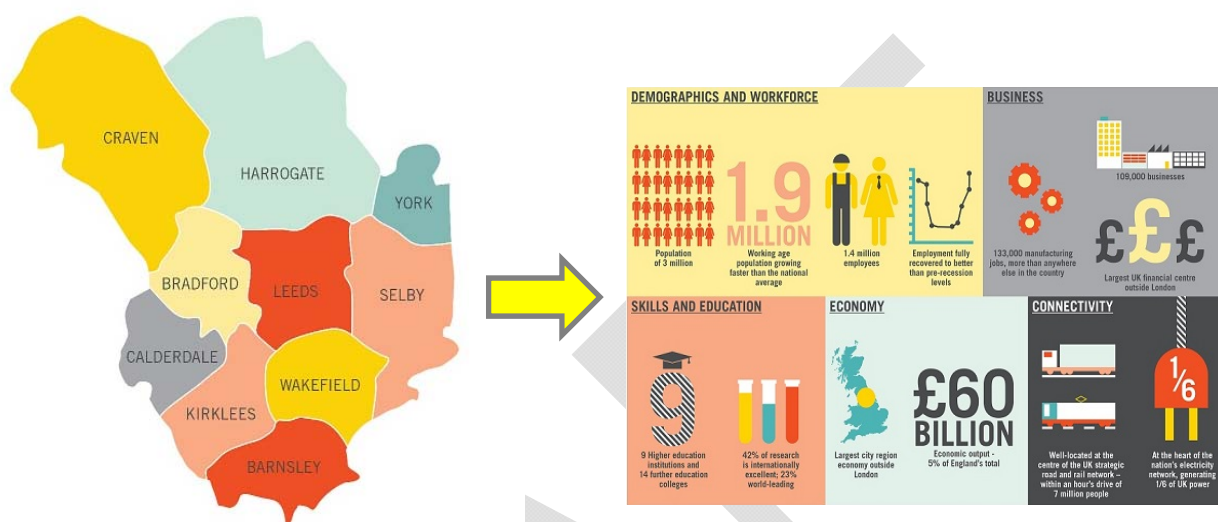 CRAVEN
HARROGATE
YORK
BRADFORD
LEEDS
SELBY
CALDERDALE
WAKEFIELD
KIRKLEES
BARNSLEY
DEMOGRAPHICS AND WORKFORCE
Population
of 3 million
1.9
MILLION
Working age
population growing
faster than the national
average
1.4 million
employees
Employment fully
recovered to better
than pre-recession
levels
BUSINESS
133,000 manufacturing
jobs, more than anywhere
else in the country
109,000 businesses
£££
Largest UK financial centre
outside London
SKILLS AND EDUCATION
9
9 Higher education
institutions and
14 further education
colleges
42% of research
is internationally
excellent; 23%
world-leading
ECONOMY
Largest city region
economy outside
London
£60
BILLION
Economic output -
5% of England's total
CONNECTIVITY
Well-located at the
centre of the UK strategic
road and rail network –
within an hour's drive of
7 million people
1/6
At the heart of the
nation's electricity
network, generating
1/6 of UK power